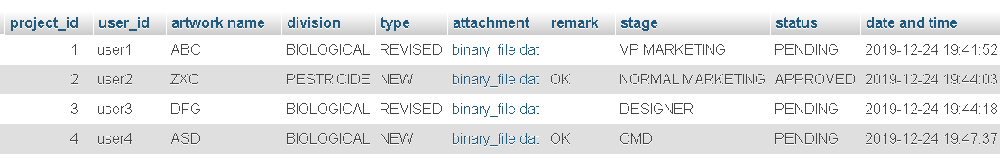 project_id user_id artwork name division type attachment remark stage status date and time
1 user1 ABC BIOLOGICAL REVISED binary_file.dat VP MARKETING PENDING 2019-12-24 19:41:52
2 user2 ZXC PESTRICIDE NEW binary_file.dat OK NORMAL MARKETING APPROVED 2019-12-24 19:44:03
3 user3 DFG BIOLOGICAL REVISED binary_file.dat DESIGNER PENDING 2019-12-24 19:44:18
4 user4 ASD BIOLOGICAL NEW binary_file.dat OK CMD PENDING 2019-12-24 19:47:37